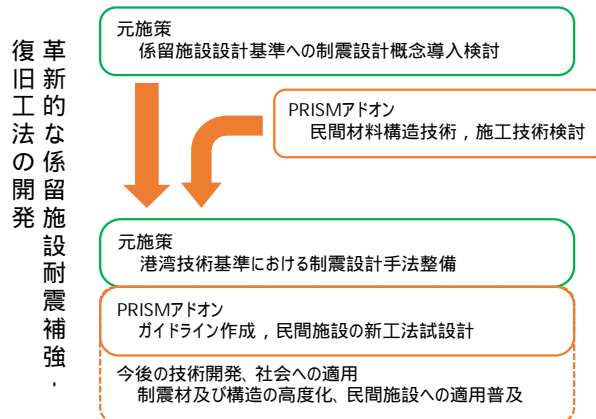 革新的な係留施設耐震補強・
復旧工法の開発
元施策
係留施設設計基準への制震設計概念導入検討
PRISMアドオン
民間材料構造技術，施工技術検討
元施策
港湾技術基準における制震設計手法整備
PRISMアドオン
ガイドライン作成，民間施設の新工法試設計
今後の技術開発、社会への適用
制震材及び構造の高度化、民間施設への適用普及